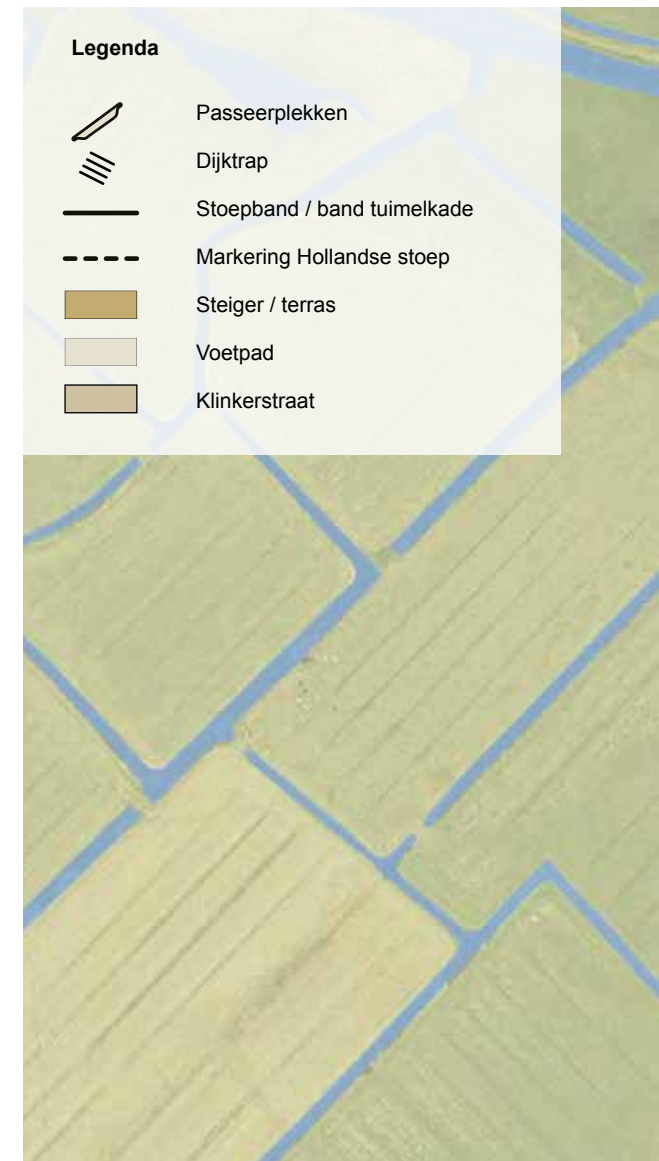 Legenda
Passeerplekken
Dijktrap
Stoepband / band tuimelkade
Markering Hollandse stoep
Steiger / terras
Voetpad
Klinkerstraat